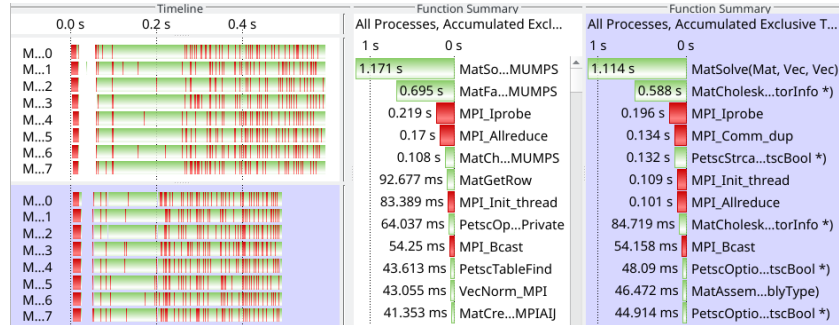 Timeline
0.0 s 0.2 s 0.4 s
M...0
M...1
M...2
M...3
M...4
M...5
M...6
M...7
M...0
M...1
M...2
M...3
M...4
M...5
M...6
M...7
Function Summary
All Processes, Accumulated Excl...
1 s 0 s
1.171 s MatSo...MUMPS
0.695 s MatFa...MUMPS
0.219 s MPI_Iprobe
0.17 s MPI_Allreduce
0.108 s MatCh...MUMPS
92.677 ms MatGetRow
83.389 ms MPI_Init_thread
64.037 ms PetscOp...Private
54.25 ms MPI_Bcast
43.613 ms PetscTableFind
43.055 ms VecNorm_MPI
41.353 ms MatCre...MPIAIJ
Function Summary
All Processes, Accumulated Exclusive T...
1 s 0 s
1.114 s MatSolve(Mat, Vec, Vec)
0.588 s MatCholesk...torInfo *)
0.196 s MPI_Iprobe
0.134 s MPI_Comm_dup
0.132 s PetscStrca...tscBool *)
0.109 s MPI_Init_thread
0.101 s MPI_Allreduce
84.719 ms MatCholesk...torInfo *)
54.158 ms MPI_Bcast
48.09 ms PetscOptio...tscBool *)
46.472 ms MatAssem...blyType)
44.914 ms PetscOptio...tscBool *)